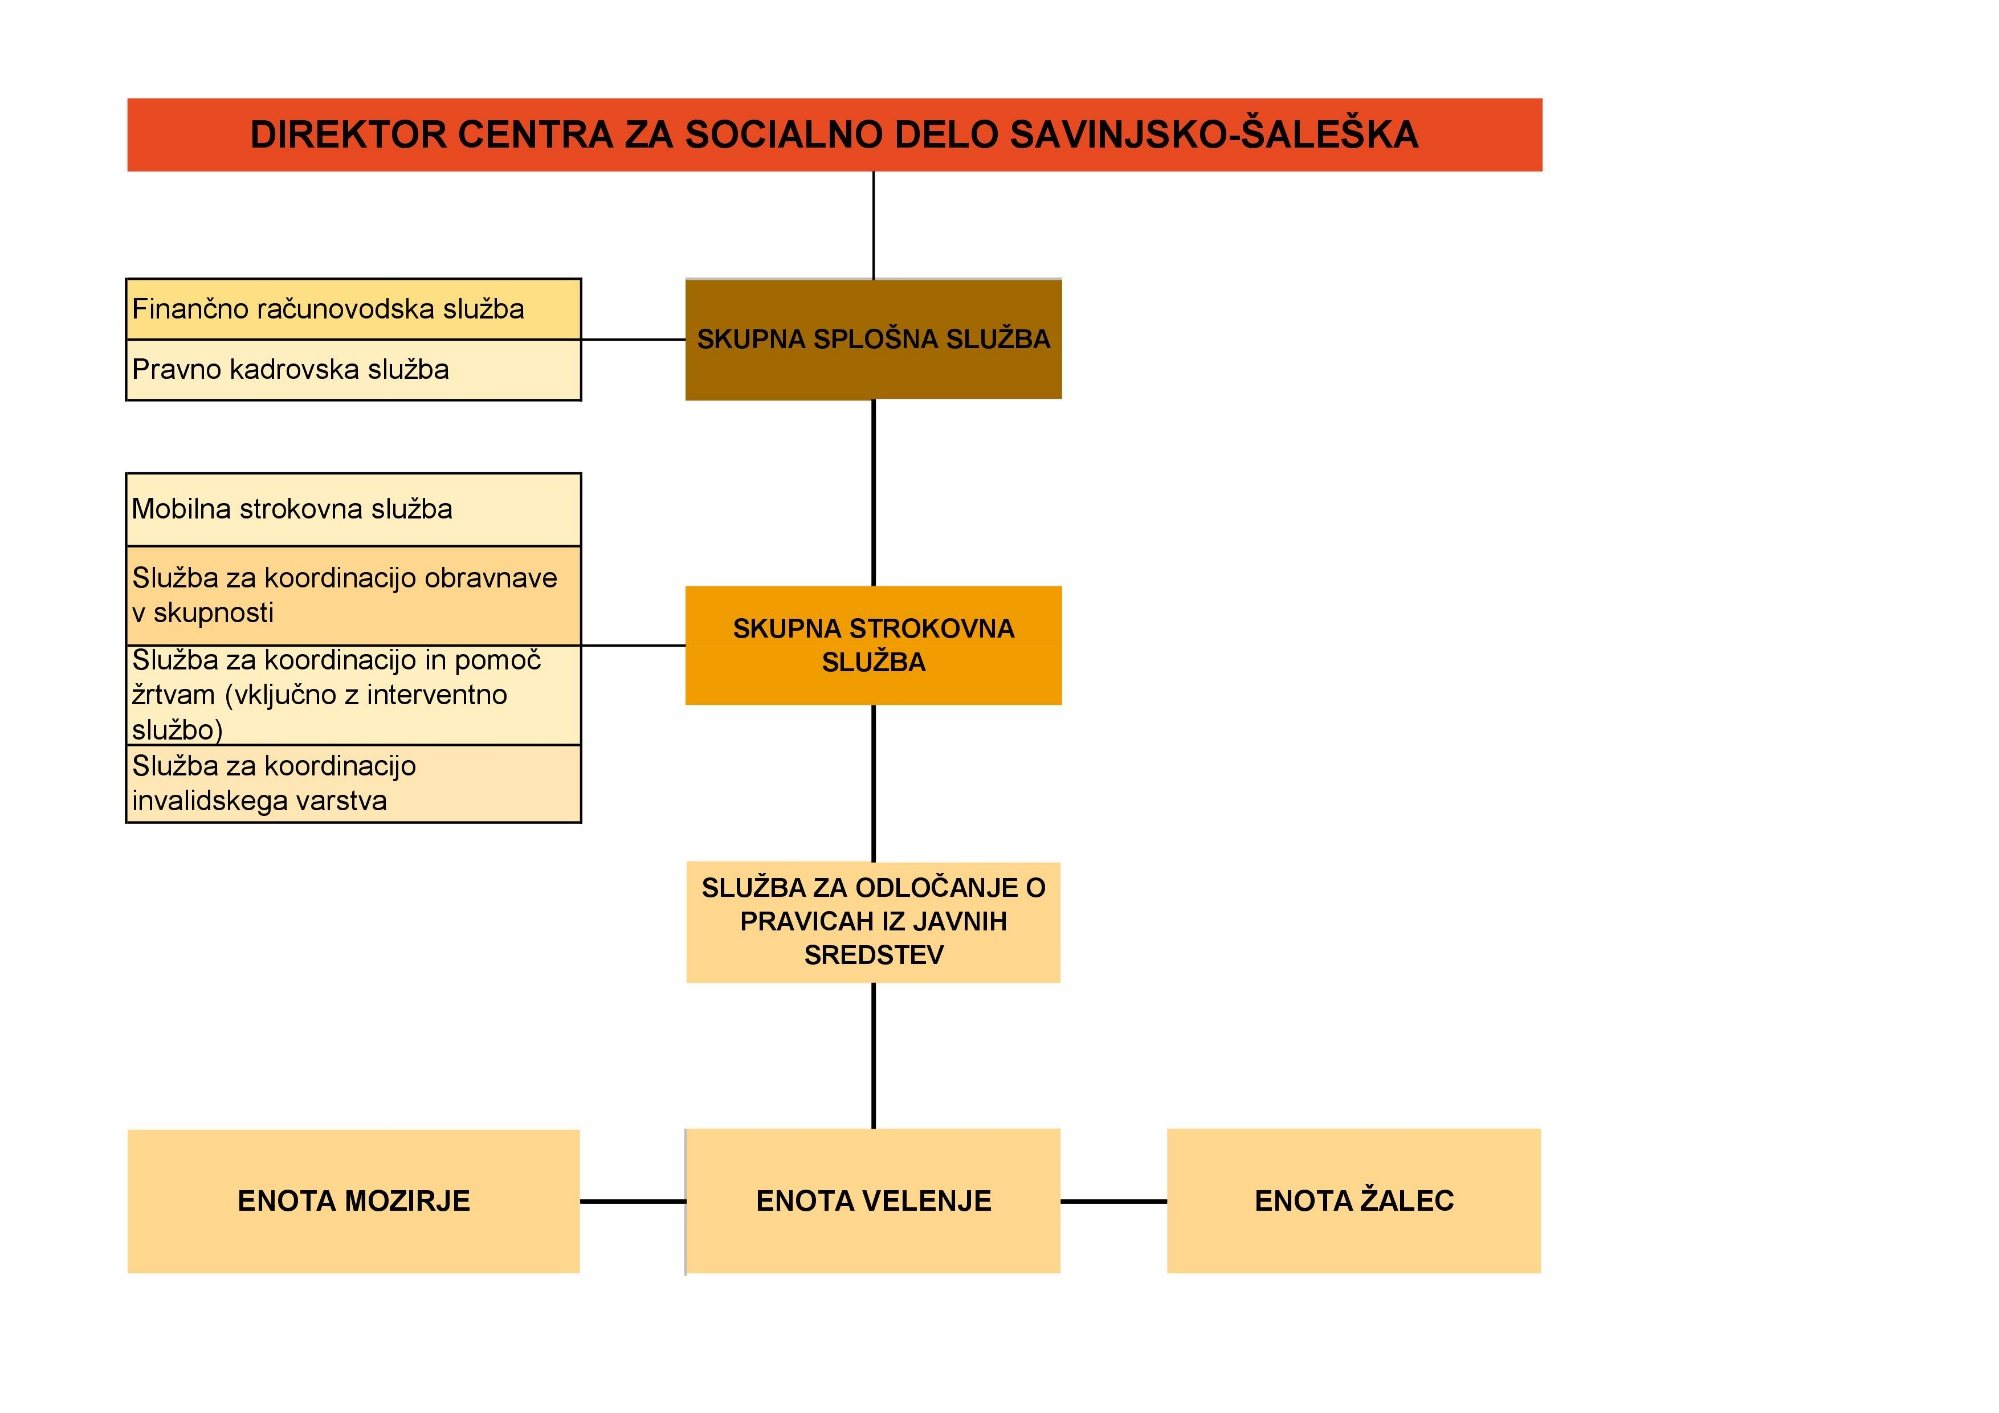 DIREKTOR CENTRA ZA SOCIALNO DELO SAVINJSKO-ŠALEŠKA
Finančno računovodska služba
Pravno kadrovska služba
SKUPNA SPLOŠNA SLUŽBA
Mobilna strokovna služba
Služba za koordinacijo obravnave
v skupnosti
Služba za koordinacijo in pomoč
žrtvam (vključno z interventno
službo)
Služba za koordinacijo
invalidskega varstva
SKUPNA STROKOVNA
SLUŽBA
SLUŽBA ZA ODLOČANJE O
PRAVICAH IZ JAVNIH
SREDSTEV
ENOTA MOZIRJE
ENOTA VELENJE
ENOTA ŽALEC